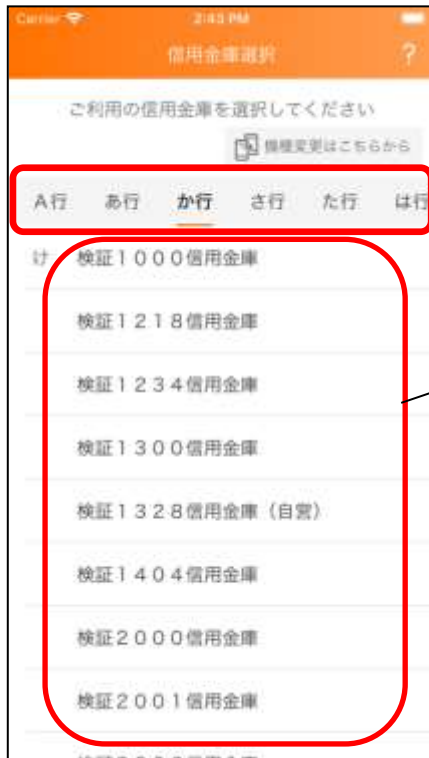 Carrier 2:43 PM
信用金庫選択 ?
ご利用の信用金庫を選択してください
機種変更はこちらから
A行 あ行 か行 さ行 た行 は行
け 検証1000信用金庫
検証1218信用金庫
検証1234信用金庫
検証1300信用金庫
検証1328信用金庫（自営）
検証1404信用金庫
検証2000信用金庫
検証2001信用金庫